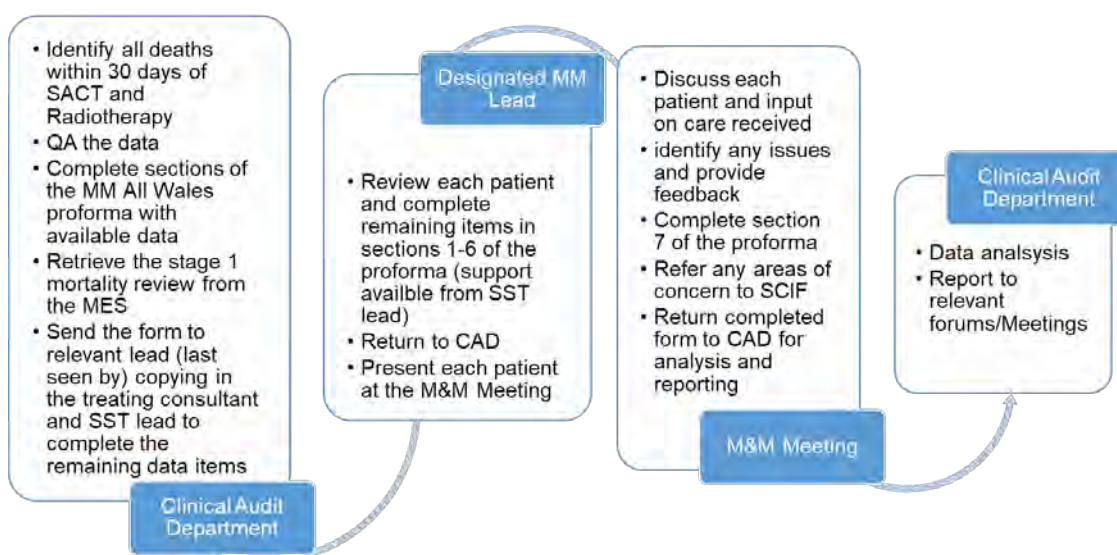 • Identify all deaths
within 30 days of
SACT and
Radiotherapy
• QA the data
• Complete sections of
the MM All Wales
proforma with
available data
• Retrieve the stage 1
mortality review from
the MES
• Send the form to
relevant lead (last
seen by) copying in
the treating consultant
and SST lead to
complete the
remaining data items
Clinical Audit
Department
Designated MM
Lead
• Review each patient
and complete
remaining items in
sections 1-6 of the
proforma (support
availble from SST
lead)
• Return to CAD
• Present each patient
at the M&M Meeting
• Discuss each
patient and input
on care received
• identify any issues
and provide
feedback
• Complete section
7 of the proforma
• Refer any areas of
concern to SCIF
• Return completed
form to CAD for
analysis and
reporting
M&M Meeting
Clinical Audit
Department
• Data analsysis
• Report to
relevant
forums/Meetings